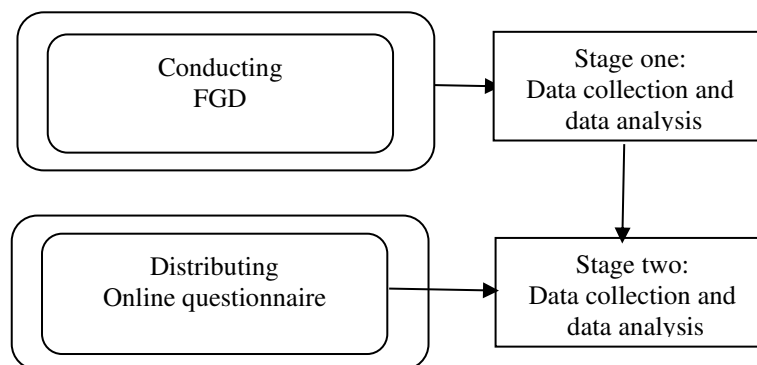 Conducting
FGD
Stage one:
Data collection and
data analysis
Distributing
Online questionnaire
Stage two:
Data collection and
data analysis